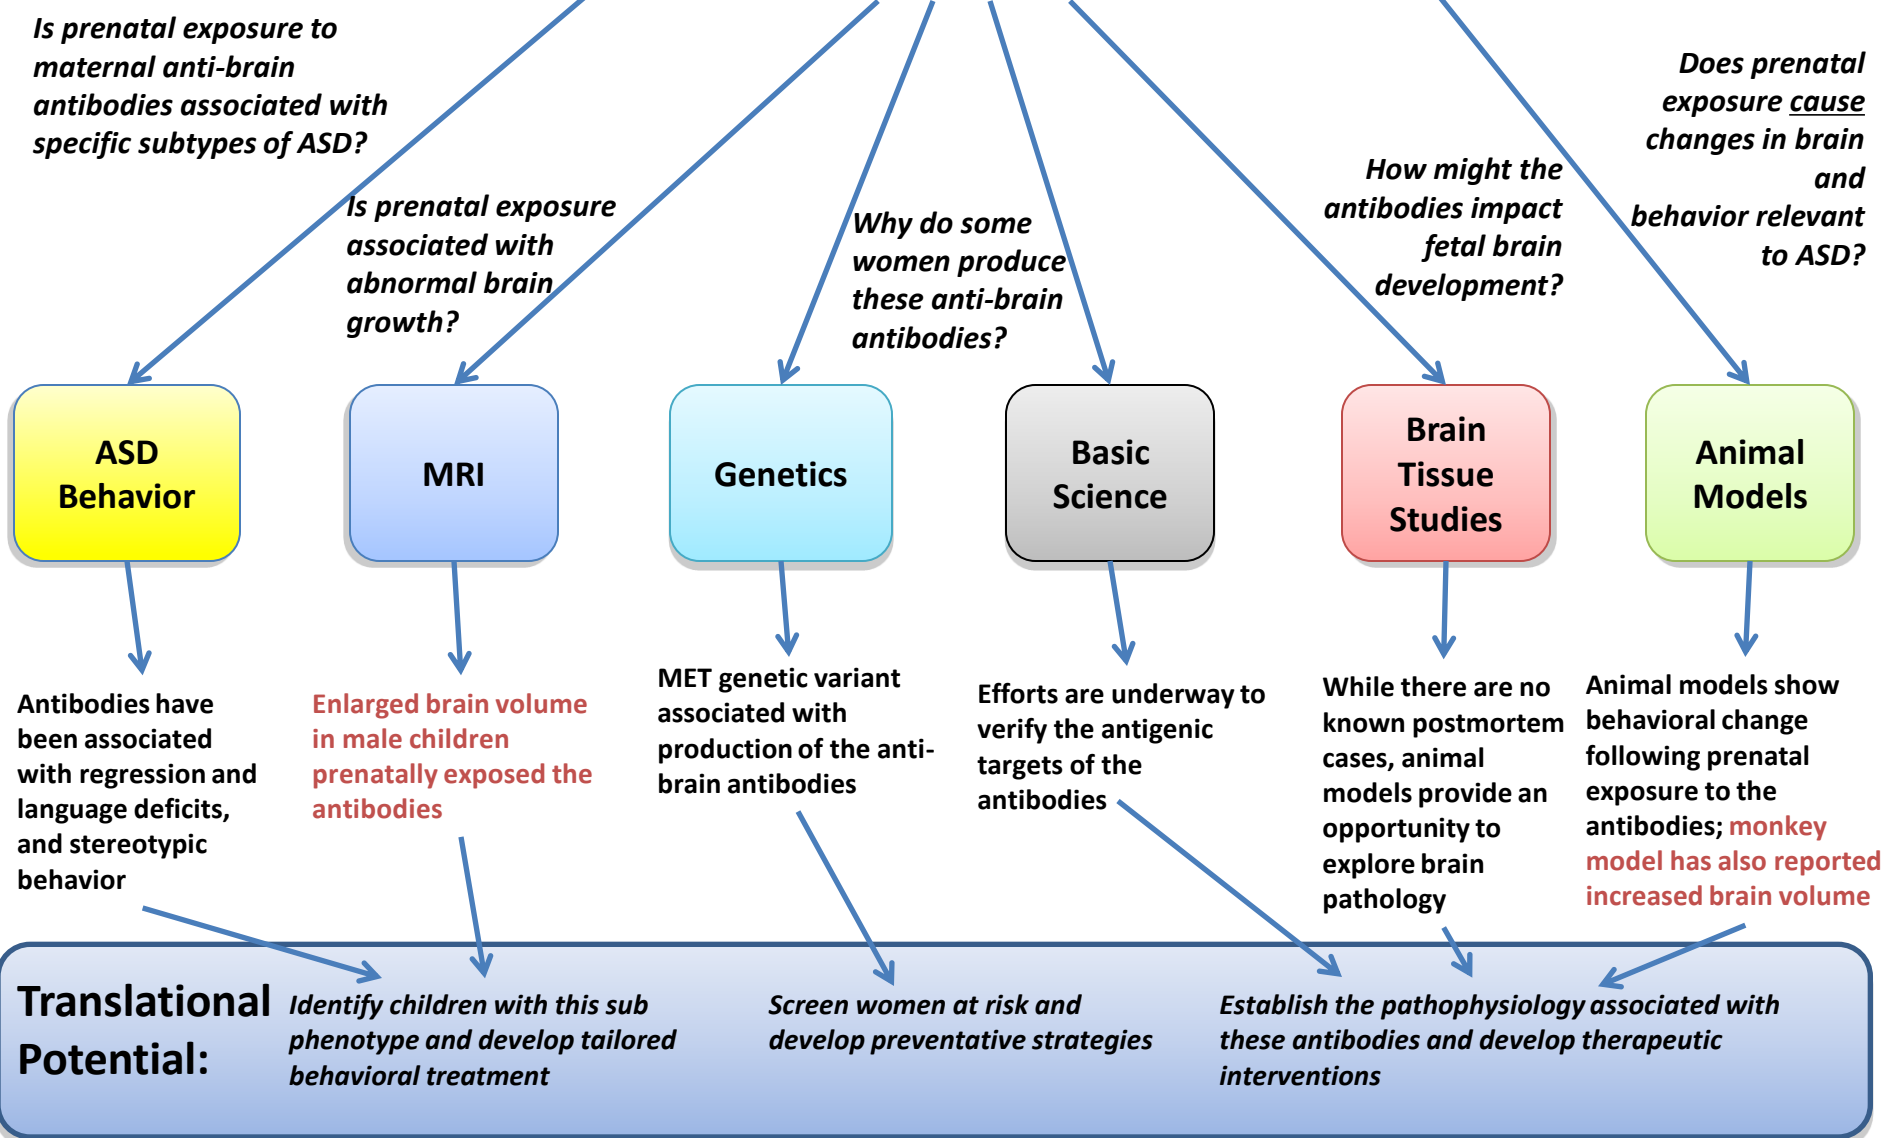 Is prenatal exposure to
maternal anti-brain
antibodies associated with
specific subtypes of ASD?
Is prenatal exposure
associated with
abnormal brain
growth?
Why do some
women produce
these anti-brain
antibodies?
How might the
antibodies impact
fetal brain
development?
Does prenatal
exposure cause
changes in brain
and
behavior relevant
to ASD?
ASD
Behavior
MRI
Genetics
Basic
Science
Brain
Tissue
Studies
Animal
Models
Antibodies have
been associated
with regression and
language deficits,
and stereotypic
behavior
Enlarged brain volume
in male children
prenatally exposed the
antibodies
MET genetic variant
associated with
production of the anti-
brain antibodies
Efforts are underway to
verify the antigenic
targets of the
antibodies
While there are no
known postmortem
cases, animal
models provide an
opportunity to
explore brain
pathology
Animal models show
behavioral change
following prenatal
exposure to the
antibodies; monkey
model has also reported
increased brain volume
Translational
Potential:
Identify children with this sub
phenotype and develop tailored
behavioral treatment
Screen women at risk and
develop preventative strategies
Establish the pathophysiology associated with
these antibodies and develop therapeutic
interventions